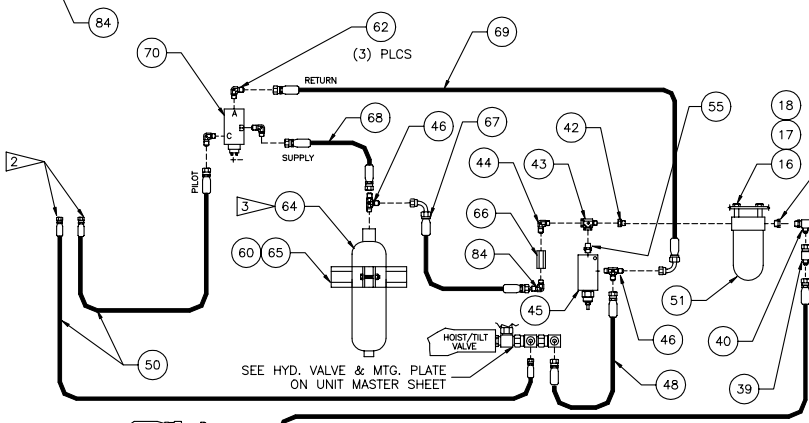 84
62
(3) PLCS
69
70
RETURN
A
B
C
68
46
67
55
42
18
17
16
43
44
SUPPLY
PILOT
2
3
64
66
60
65
84
45
51
46
40
HOIST/TILT
VALVE
SEE HYD. VALVE & MTG. PLATE
ON UNIT MASTER SHEET
50
48
39